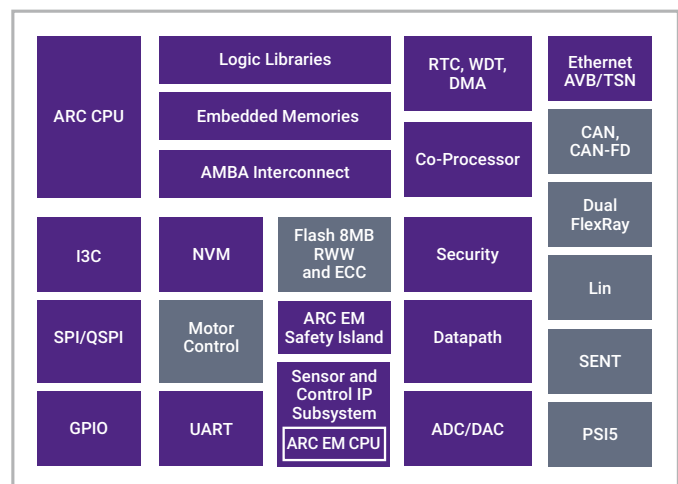 ARC CPU
Logic Libraries
Embedded Memories
AMBA Interconnect
RTC, WDT,
DMA
Co-Processor
Ethernet
AVB/TSN
CAN,
CAN-FD
Dual
FlexRay
Lin
SENT
PSI5
I3C
NVM
Flash 8MB
RWW
and ECC
Security
SPI/QSPI
Motor
Control
ARC EM
Safety Island
Datapath
GPIO
UART
Sensor and
Control IP
Subsystem
ARC EM CPU
ADC/DAC